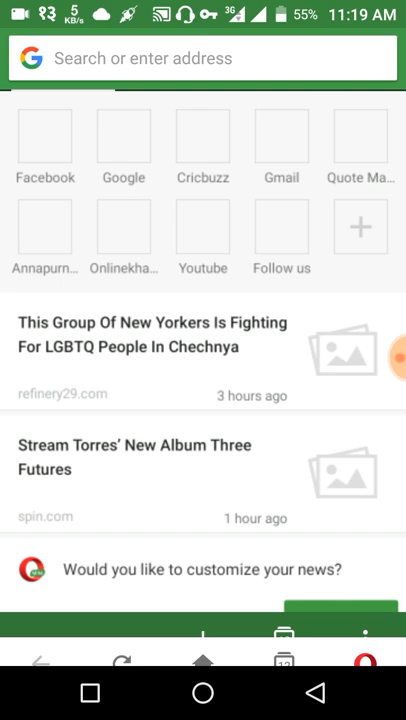 १३ 5 KB/s 3G 55% 11:19 AM
Search or enter address
Facebook Google Cricbuzz Gmail Quote Ma...
Annapurn... Onlinekha... Youtube Follow us
This Group Of New Yorkers Is Fighting
For LGBTQ People In Chechnya
refinery29.com 3 hours ago
Stream Torres' New Album Three
Futures
spin.com 1 hour ago
Would you like to customize your news?